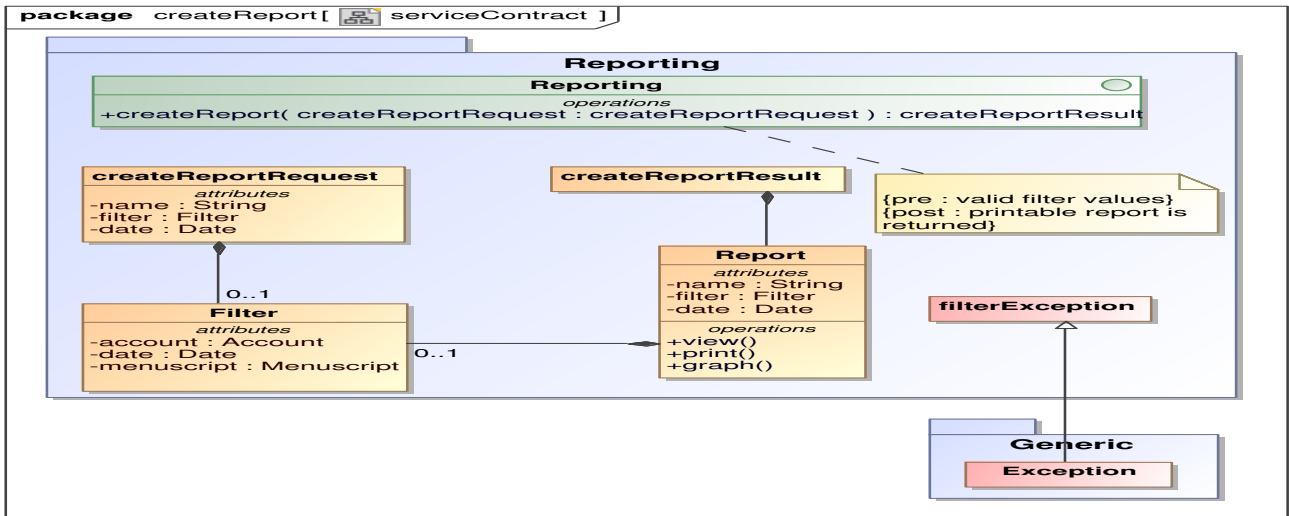 package createReport[ serviceContract ]
Reporting
Reporting
operations
+createReport( createReportRequest : createReportRequest ) : createReportResult
createReportRequest
attributes
-name : String
-filter : Filter
-date : Date
createReportResult
{pre : valid filter values}
{post : printable report is
returned}
Report
attributes
-name : String
-filter : Filter
-date : Date
operations
+view()
+print()
+graph()
0..1
Filter
attributes
-account : Account
-date : Date
-menuscript : Menuscript
0..1
filterException
Generic
Exception